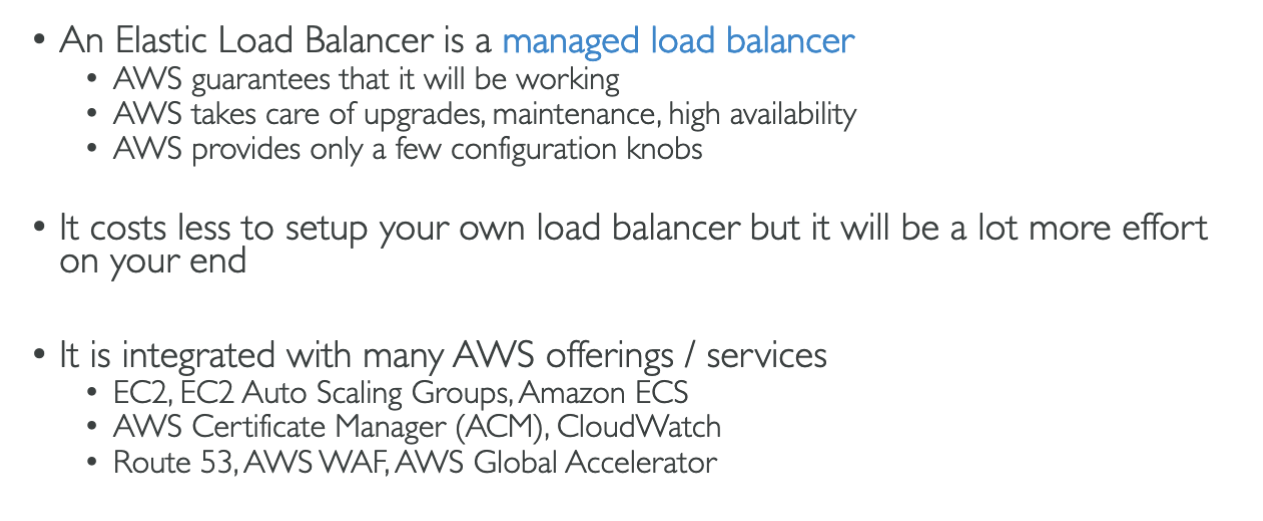 • An Elastic Load Balancer is a managed load balancer
• AWS guarantees that it will be working
• AWS takes care of upgrades, maintenance, high availability
• AWS provides only a few configuration knobs
• It costs less to setup your own load balancer but it will be a lot more effort
on your end
• It is integrated with many AWS offerings / services
• EC2, EC2 Auto Scaling Groups, Amazon ECS
• AWS Certificate Manager (ACM), CloudWatch
• Route 53, AWS WAF, AWS Global Accelerator